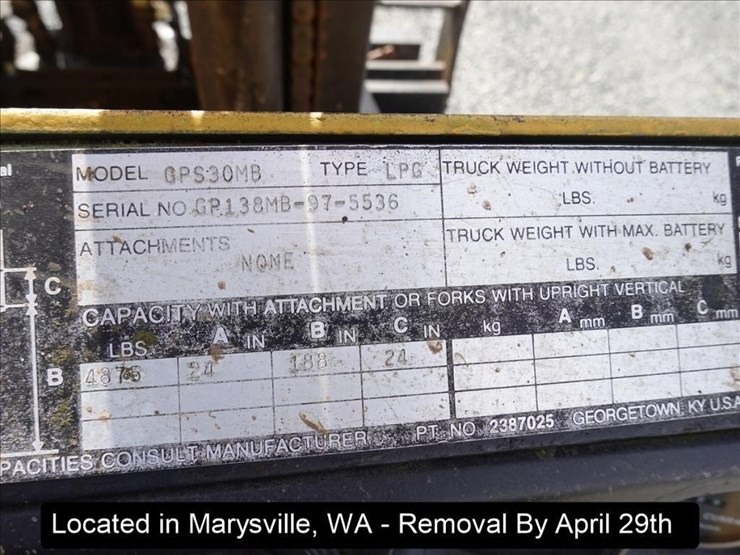 MODEL GPS30MB TYPE LPG TRUCK WEIGHT WITHOUT BATTERY
LBS. kg
SERIAL NO. GP138MB-97-5536
TRUCK WEIGHT WITH MAX. BATTERY
LBS. kg
ATTACHMENTS
NONE
C
CAPACITY WITH ATTACHMENT OR FORKS WITH UPRIGHT VERTICAL
LBS. A IN B IN C IN kg A mm B mm C mm
B 4875 24 188 24
CONSULT MANUFACTURER PT. NO. 2387025 GEORGETOWN, KY U.S.A
Located in Marysville, WA - Removal By April 29th